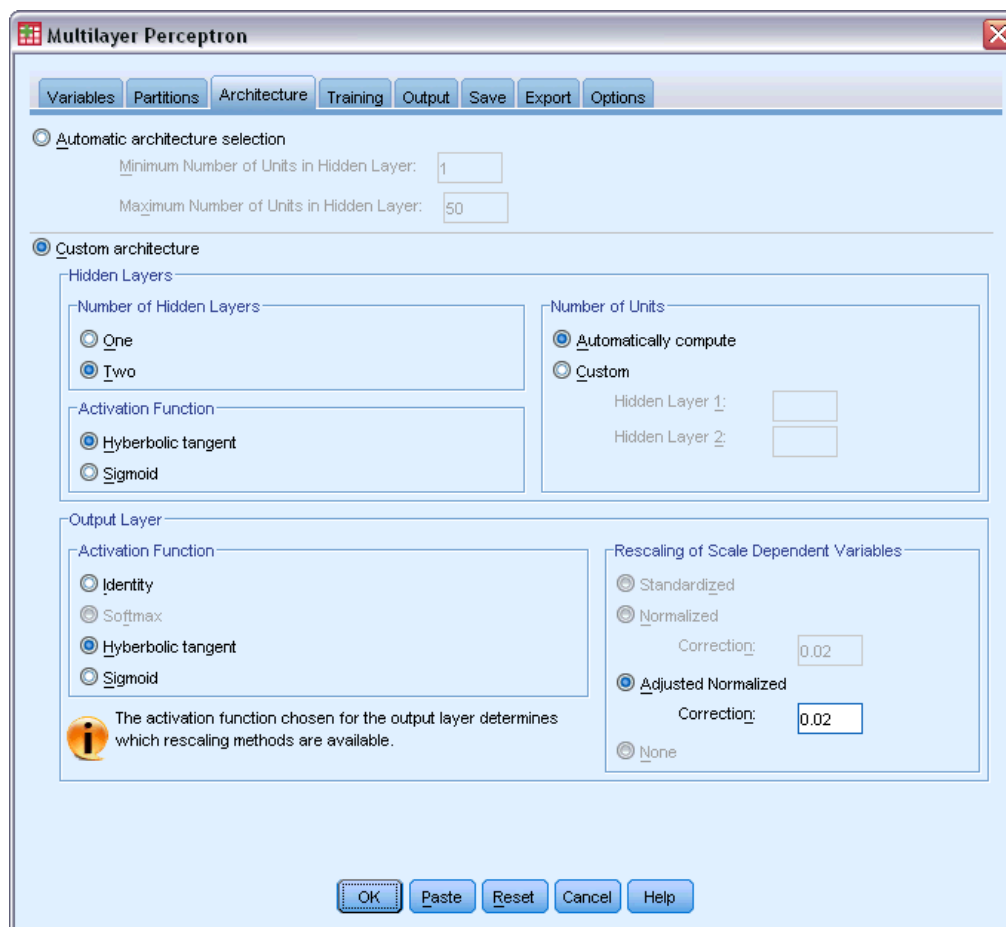 Multilayer Perceptron
Variables Partitions Architecture Training Output Save Export Options
Automatic architecture selection
Minimum Number of Units in Hidden Layer: 1
Maximum Number of Units in Hidden Layer: 50
Custom architecture
Hidden Layers
Number of Hidden Layers
One
Two
Activation Function
Hyberbolic tangent
Sigmoid
Number of Units
Automatically compute
Custom
Hidden Layer 1:
Hidden Layer 2:
Output Layer
Activation Function
Identity
Softmax
Hyberbolic tangent
Sigmoid
The activation function chosen for the output layer determines
which rescaling methods are available.
Rescaling of Scale Dependent Variables
Standardized
Normalized
Correction: 0.02
Adjusted Normalized
Correction: 0.02
None
OK Paste Reset Cancel Help